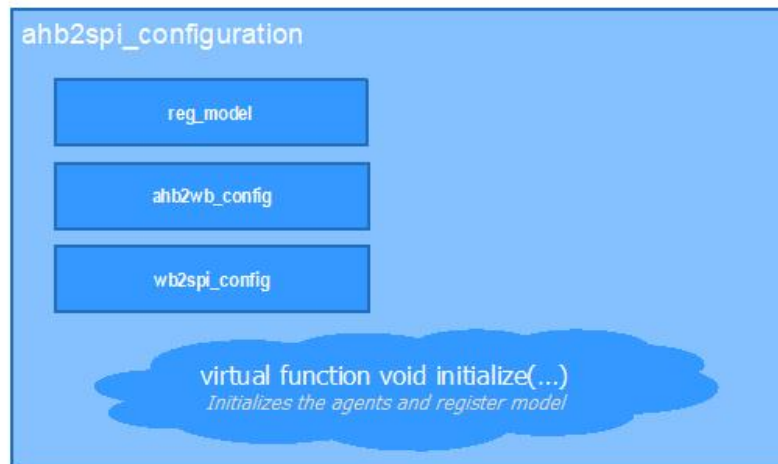 ahb2spi_configuration
reg_model
ahb2wb_config
wb2spi_config
virtual function void initialize(...)
Initializes the agents and register model